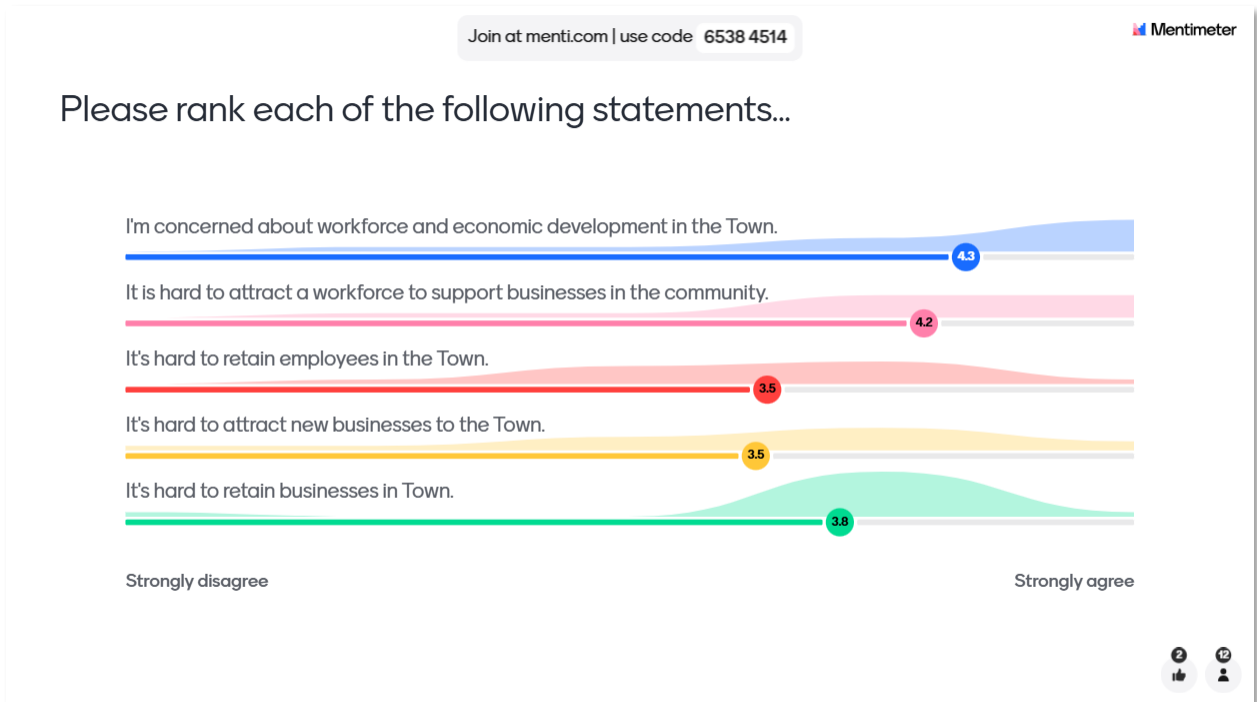 Join at menti.com | use code 6538 4514
Mentimeter
Please rank each of the following statements...
I'm concerned about workforce and economic development in the Town.
4.3
It is hard to attract a workforce to support businesses in the community.
4.2
It's hard to retain employees in the Town.
3.5
It's hard to attract new businesses to the Town.
3.5
It's hard to retain businesses in Town.
3.8
Strongly disagree
Strongly agree
2
12